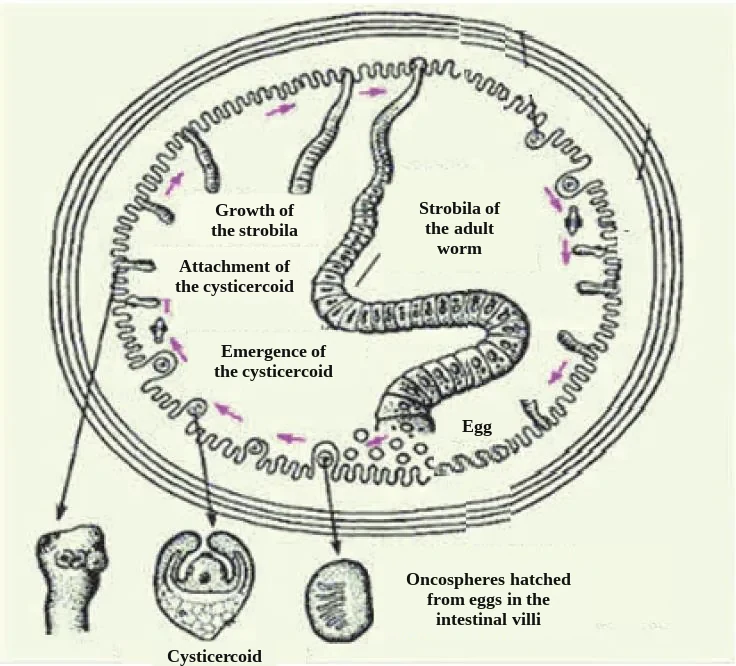 Growth of
the strobila
Strobila of
the adult
worm
Attachment of
the cysticercoid
Emergence of
the cysticercoid
Egg
Oncospheres hatched
from eggs in the
intestinal villi
Cysticercoid